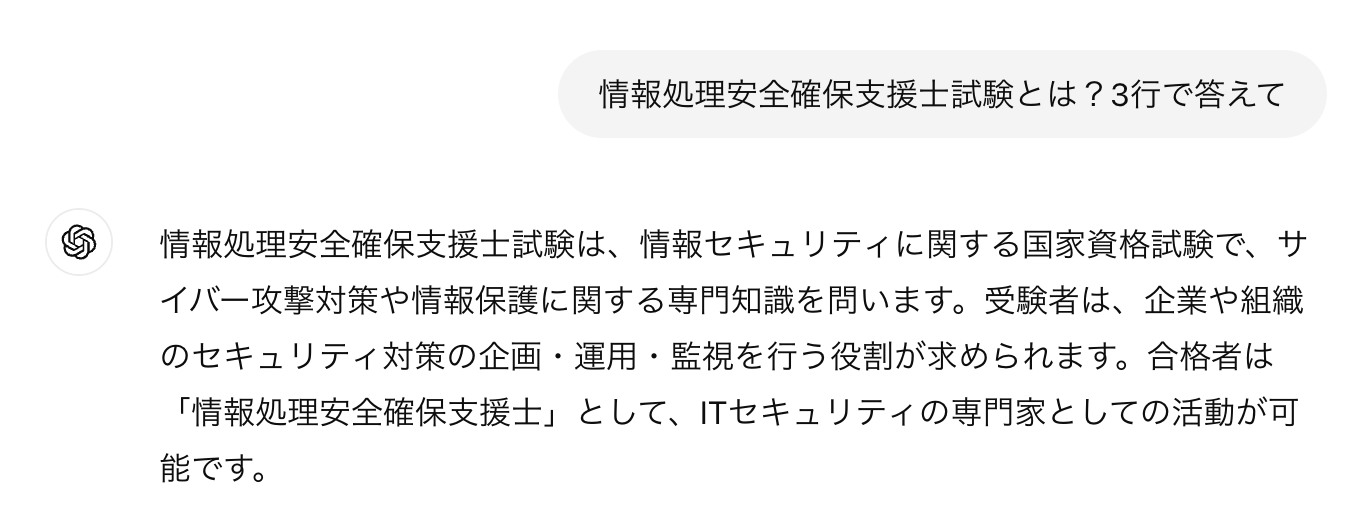 情報処理安全確保支援士試験とは？3行で答えて
情報処理安全確保支援士試験は、情報セキュリティに関する国家資格試験で、サ
イバー攻撃対策や情報保護に関する専門知識を問います。受験者は、企業や組織
のセキュリティ対策の企画・運用・監視を行う役割が求められます。合格者は
「情報処理安全確保支援士」として、ITセキュリティの専門家としての活動が可
能です。